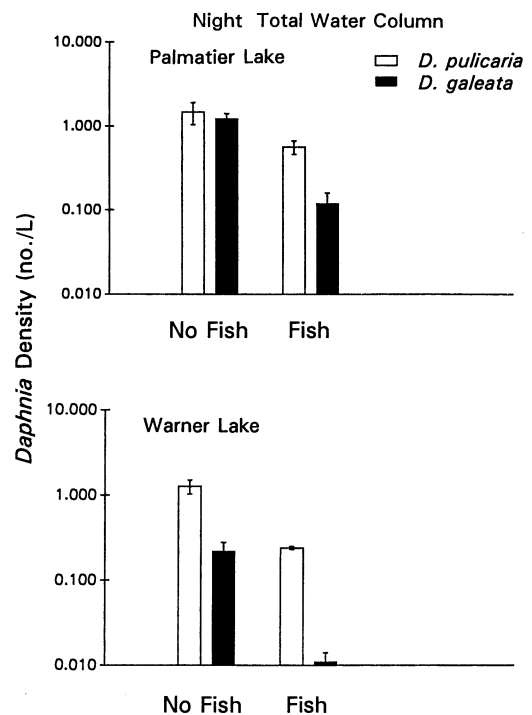 Night Total Water Column
Palmatier Lake
D. pulicaria
D. galeata
10.000
1.000
0.100
0.010
No Fish Fish
Daphnia Density (no./L)
Warner Lake
10.000
1.000
0.100
0.010
No Fish Fish